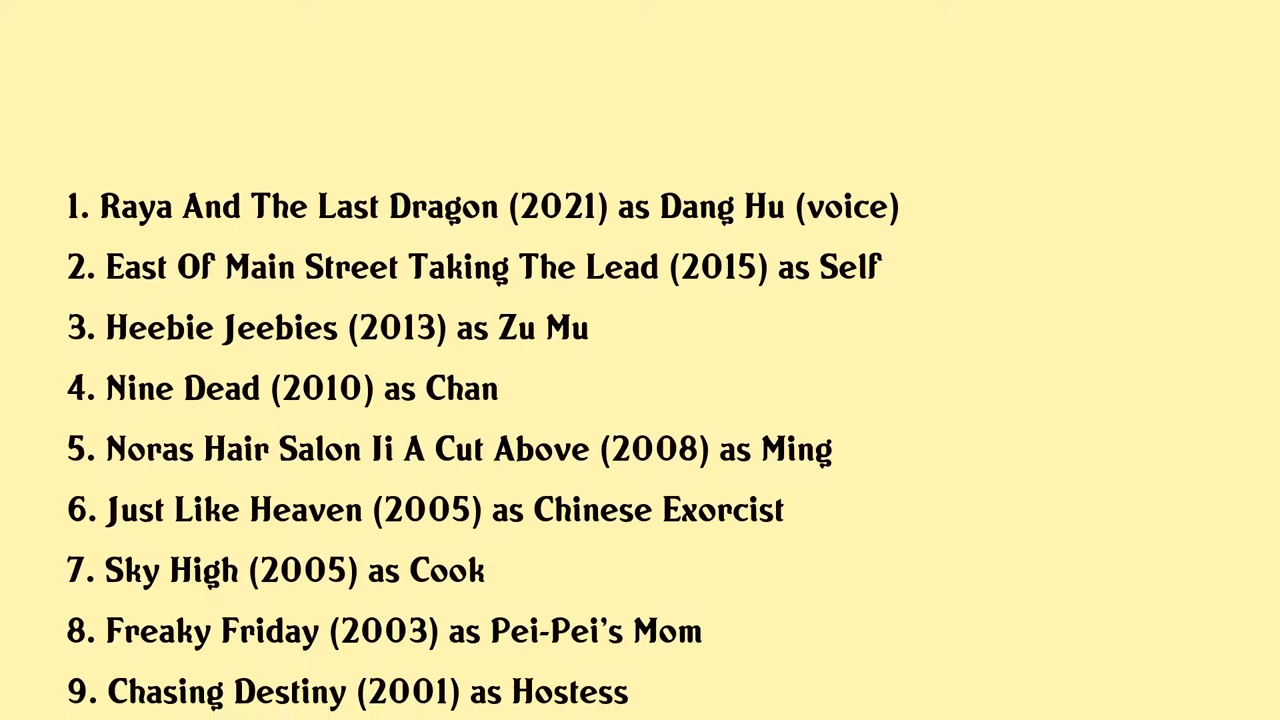 1. Raya And The Last Dragon (2021) as Dang Hu (voice)
2. East Of Main Street Taking The Lead (2015) as Self
3. Heebie Jeebies (2013) as Zu Mu
4. Nine Dead (2010) as Chan
5. Noras Hair Salon Ii A Cut Above (2008) as Ming
6. Just Like Heaven (2005) as Chinese Exorcist
7. Sky High (2005) as Cook
8. Freaky Friday (2003) as Pei-Pei's Mom
9. Chasing Destiny (2001) as Hostess